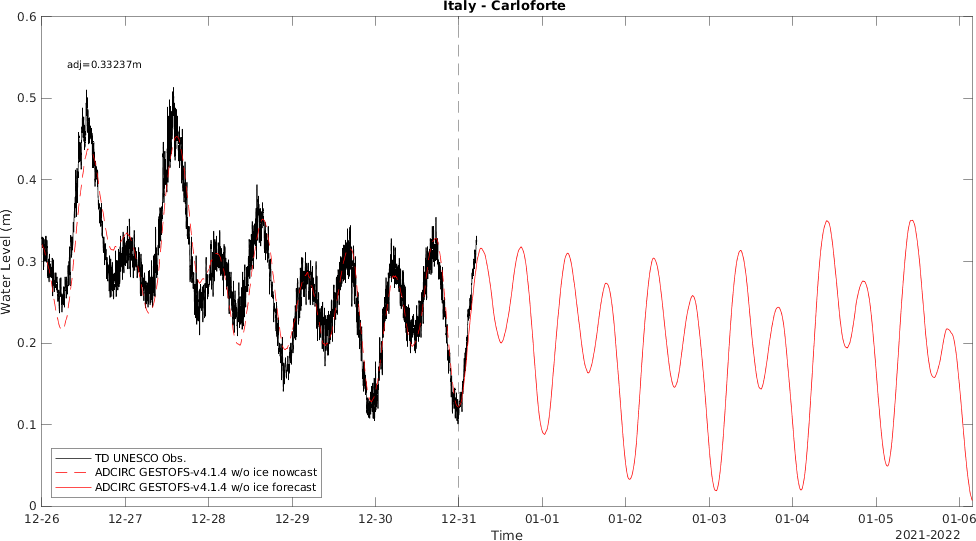 Italy - Carloforte
0.6
adj=0.33237m
0.5
0.4
0.3
0.2
0.1
0
Water Level (m)
TD UNESCO Obs.
ADCIRC GESTOFS-v4.1.4 w/o ice nowcast
ADCIRC GESTOFS-v4.1.4 w/o ice forecast
12-26 12-27 12-28 12-29 12-30 12-31 01-01 01-02 01-03 01-04 01-05 01-06
Time
2021-2022